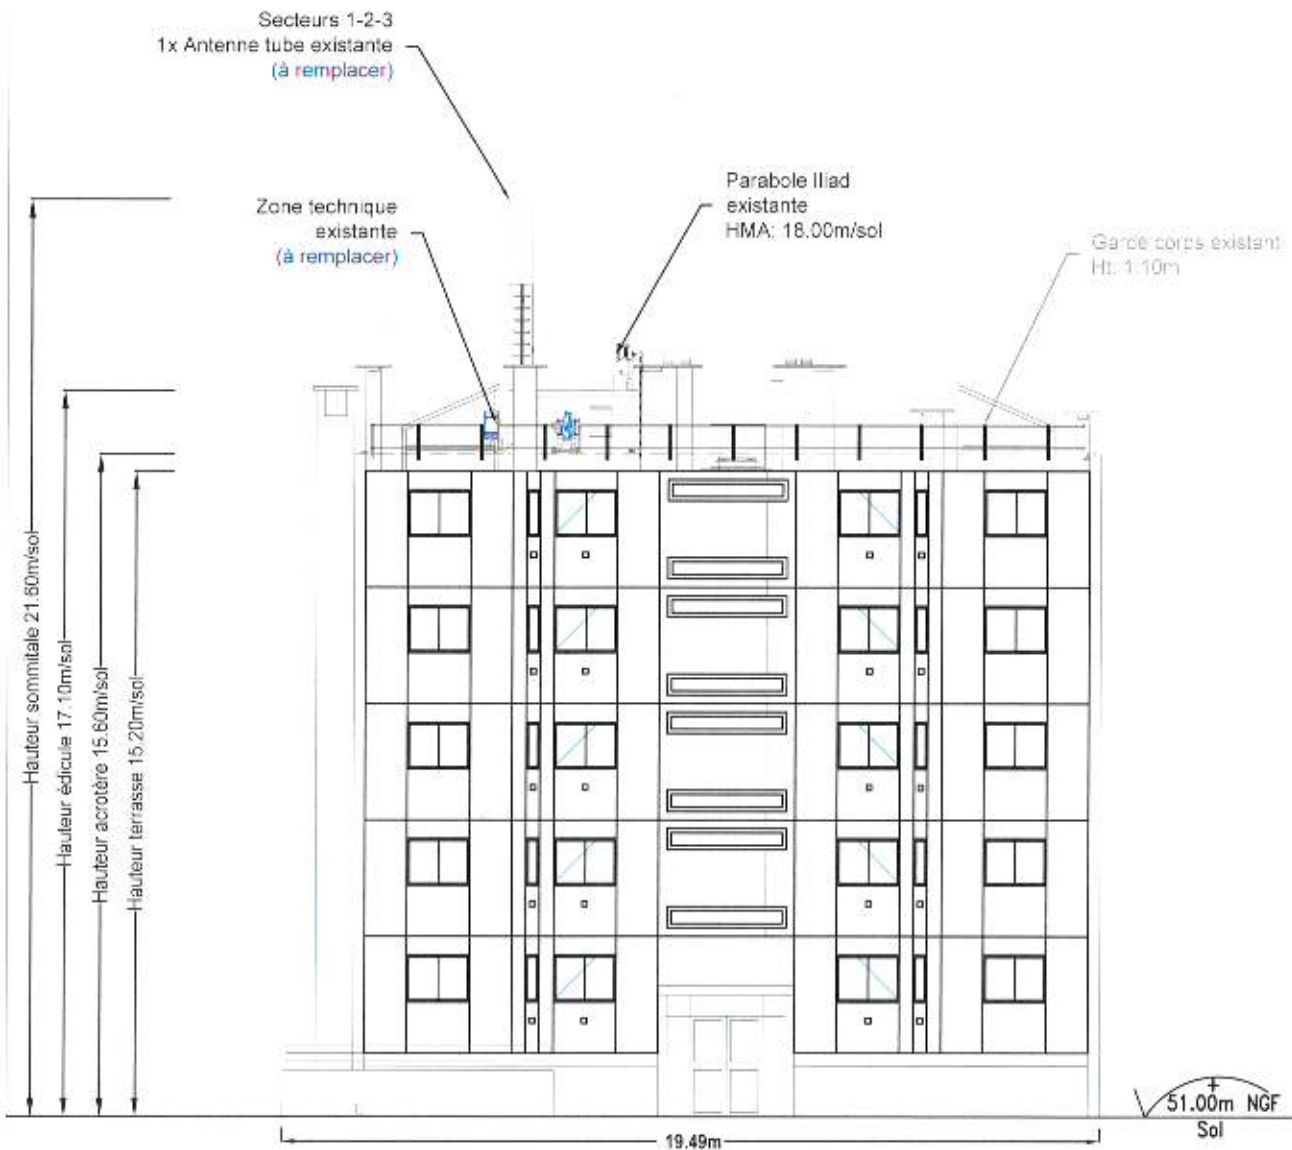 Secteurs 1-2-3
1x Antenne tube existante
(à remplacer)
Zone technique
existante
(à remplacer)
Parabole Iliad
existante
HMA: 18.00m/sol
Garde corps existant
Ht: 1.10m
Hauteur sommitale 21.60m/sol
Hauteur édicule 17.10m/sol
Hauteur acrotère 15.60m/sol
Hauteur terrasse 15.20m/sol
51.00m NGF
Sol
19.49m